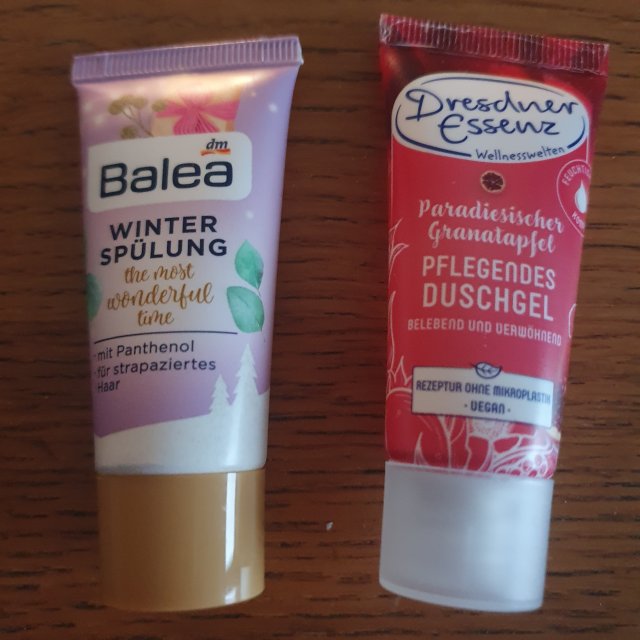 dm
Balea
WINTER
SPÜLUNG
the most
wonderful
time
- mit Panthenol
- für strapaziertes
Haar
Dresdner
Essenz
Wellnesswelten
Paradiesischer
Granatapfel
PFLEGENDES
DUSCHGEL
BELEBEND UND VERWÖHNEND
REZEPTUR OHNE MIKROPLASTIK
- VEGAN -